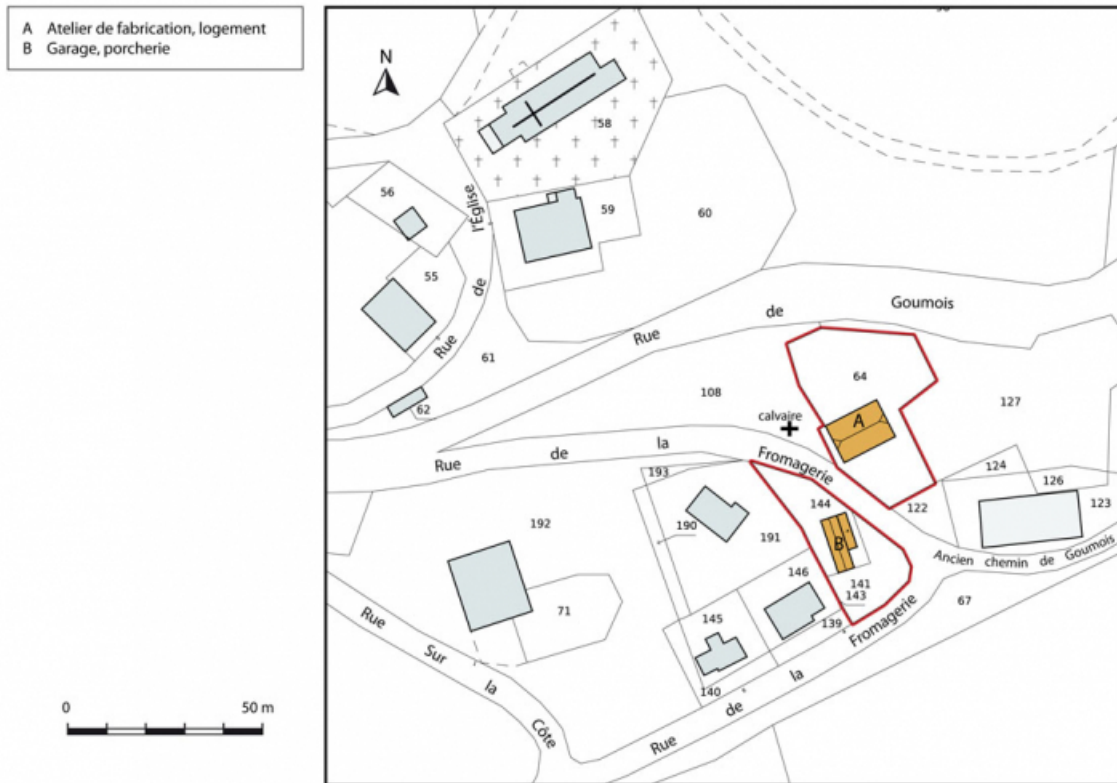 A Atelier de fabrication, logement
B Garage, porcherie
N
58
56
l'Eglise
59
60
55
de
Rue
Goumois
de
Rue
61
62
64
108
127
calvaire
A
la
de
Rue
Fromagerie
193
124
126
123
122
144
192
190
191
B
Ancien chemin de Goumois
146
141
143
67
71
145
139
Fromagerie
140
la
de
Rue
Rue
Sur
la
Côte
0
50 m